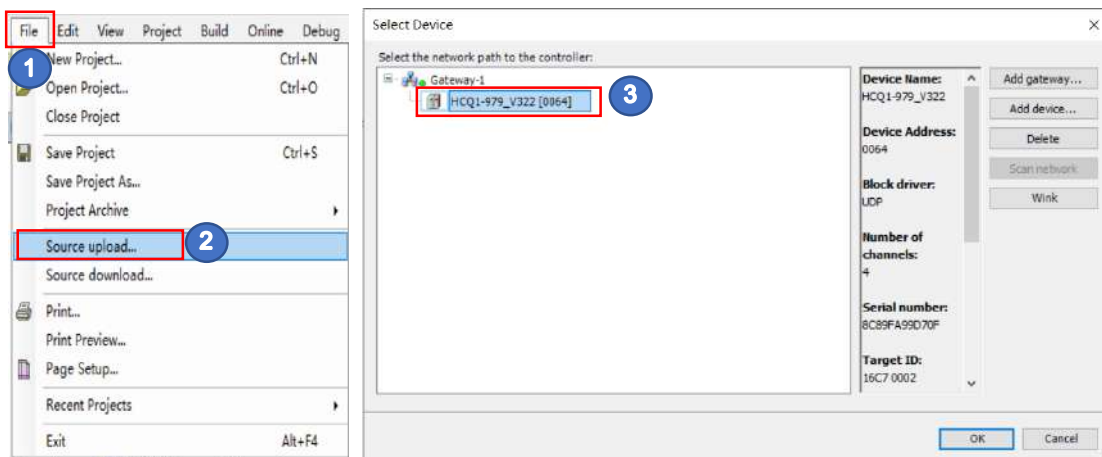 File Edit View Project Build Online Debug
1
New Project... Ctrl+N
Open Project... Ctrl+O
Close Project
Save Project Ctrl+S
Save Project As...
Project Archive
Source upload... 2
Source download...
Print...
Print Preview...
Page Setup...
Recent Projects
Exit Alt+F4
Select Device
Select the network path to the controller:
Gateway-1
HCQ1-979_V322 [0064] 3
Device Name:
HCQ1-979_V322
Device Address:
0064
Block driver:
UDP
Number of
channels:
4
Serial number:
8C89FA99D70F
Target ID:
16C7 0002
Add gateway...
Add device...
Delete
Scan network
Wink
OK Cancel